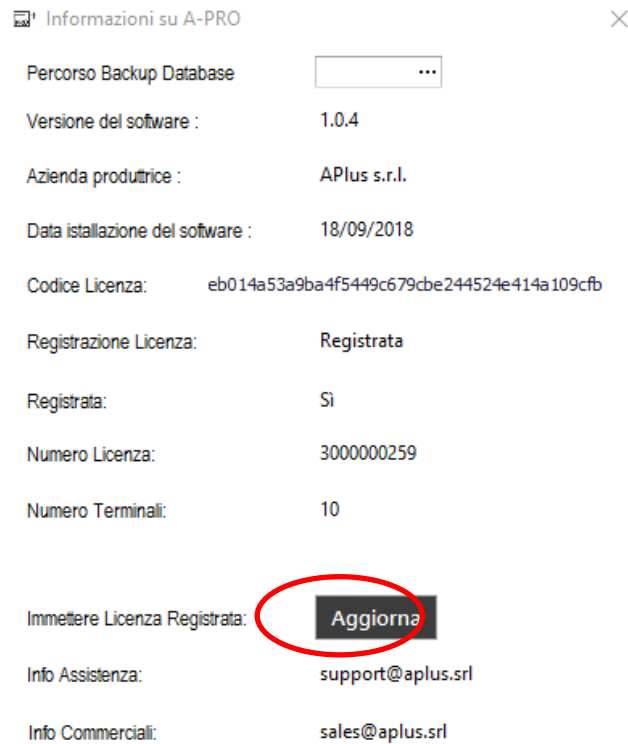 Informazioni su A-PRO
Percorso Backup Database ...
Versione del software : 1.0.4
Azienda produttrice : APlus s.r.l.
Data istallazione del software : 18/09/2018
Codice Licenza: eb014a53a9ba4f5449c679cbe244524e414a109cfb
Registrazione Licenza: Registrata
Registrata: Sì
Numero Licenza: 3000000259
Numero Terminali: 10
Immettere Licenza Registrata: Aggiorna
Info Assistenza: support@aplus.srl
Info Commerciali: sales@aplus.srl